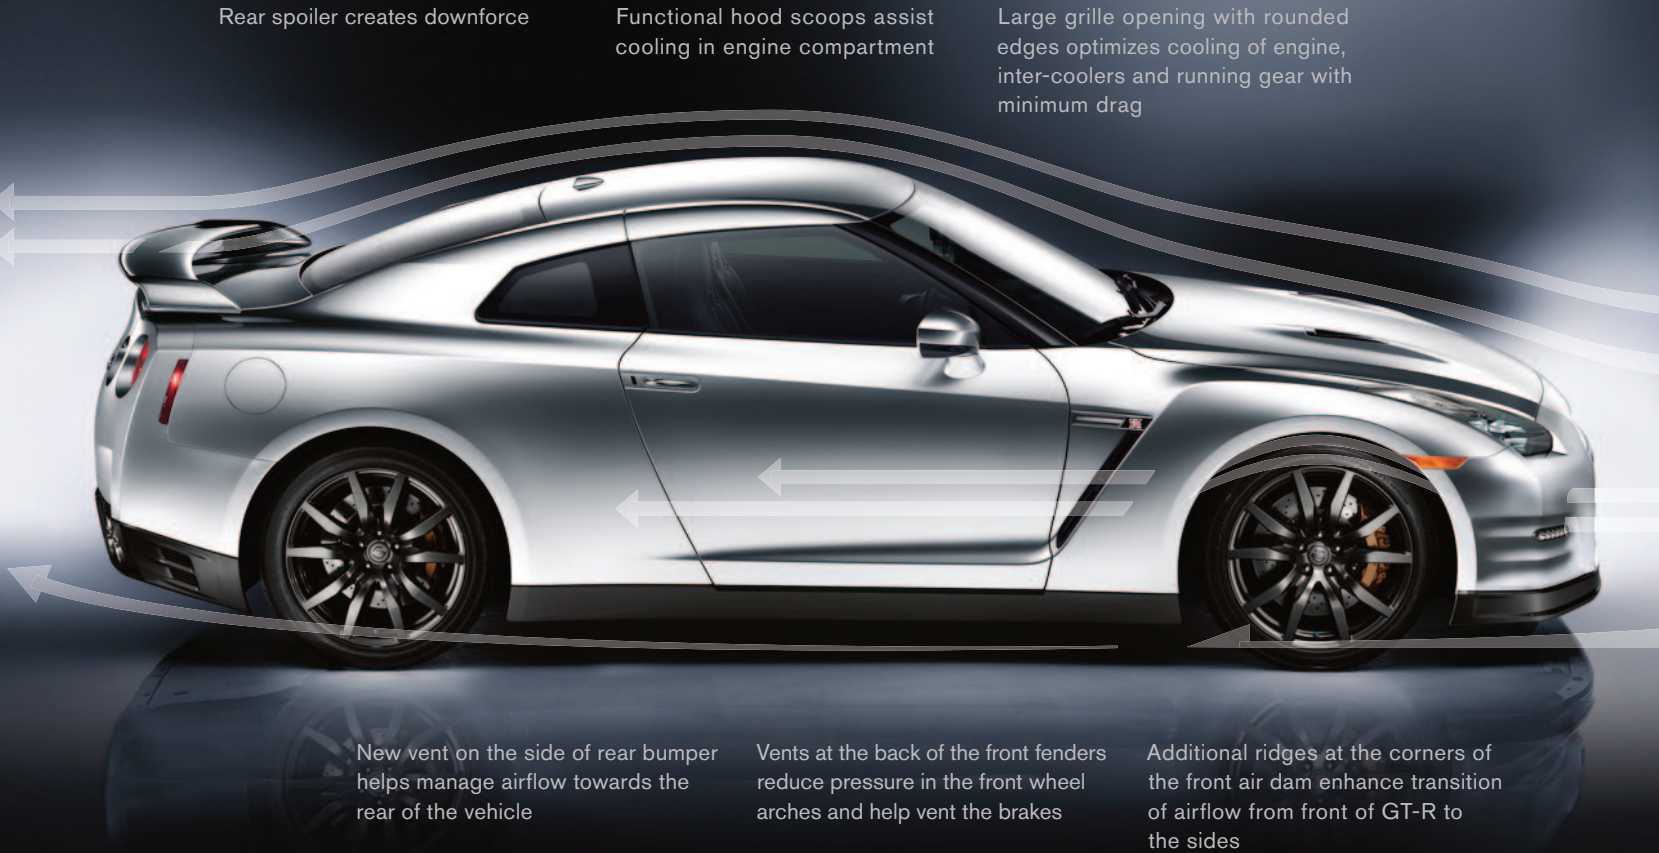 Rear spoiler creates downforce
Functional hood scoops assist
cooling in engine compartment
Large grille opening with rounded
edges optimizes cooling of engine,
inter-coolers and running gear with
minimum drag
New vent on the side of rear bumper
helps manage airflow towards the
rear of the vehicle
Vents at the back of the front fenders
reduce pressure in the front wheel
arches and help vent the brakes
Additional ridges at the corners of
the front air dam enhance transition
of airflow from front of GT-R to
the sides